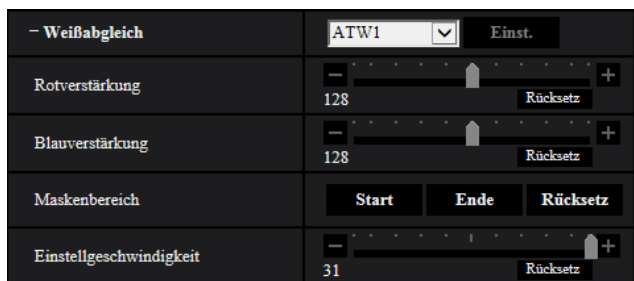 − Weißabgleich ATW1 Einst.
Rotverstärkung − +
128 Rücksetz
Blauverstärkung − +
128 Rücksetz
Maskenbereich Start Ende Rücksetz
Einstellgeschwindigkeit − +
31 Rücksetz